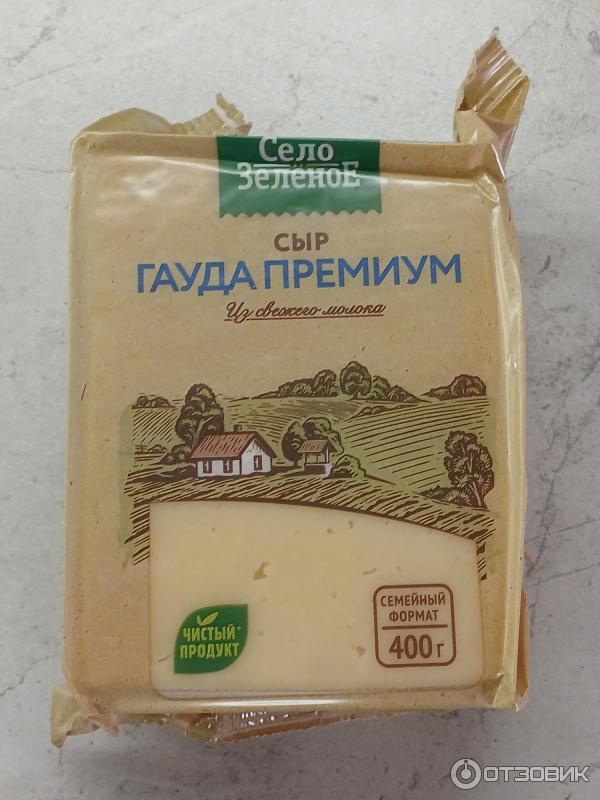 Село
Зелёное
СЫР
ГАУДА ПРЕМИУМ
Из свежего молока
ЧИСТЫЙ*
ПРОДУКТ
СЕМЕЙНЫЙ
ФОРМАТ
400 г
ОТЗОВИК